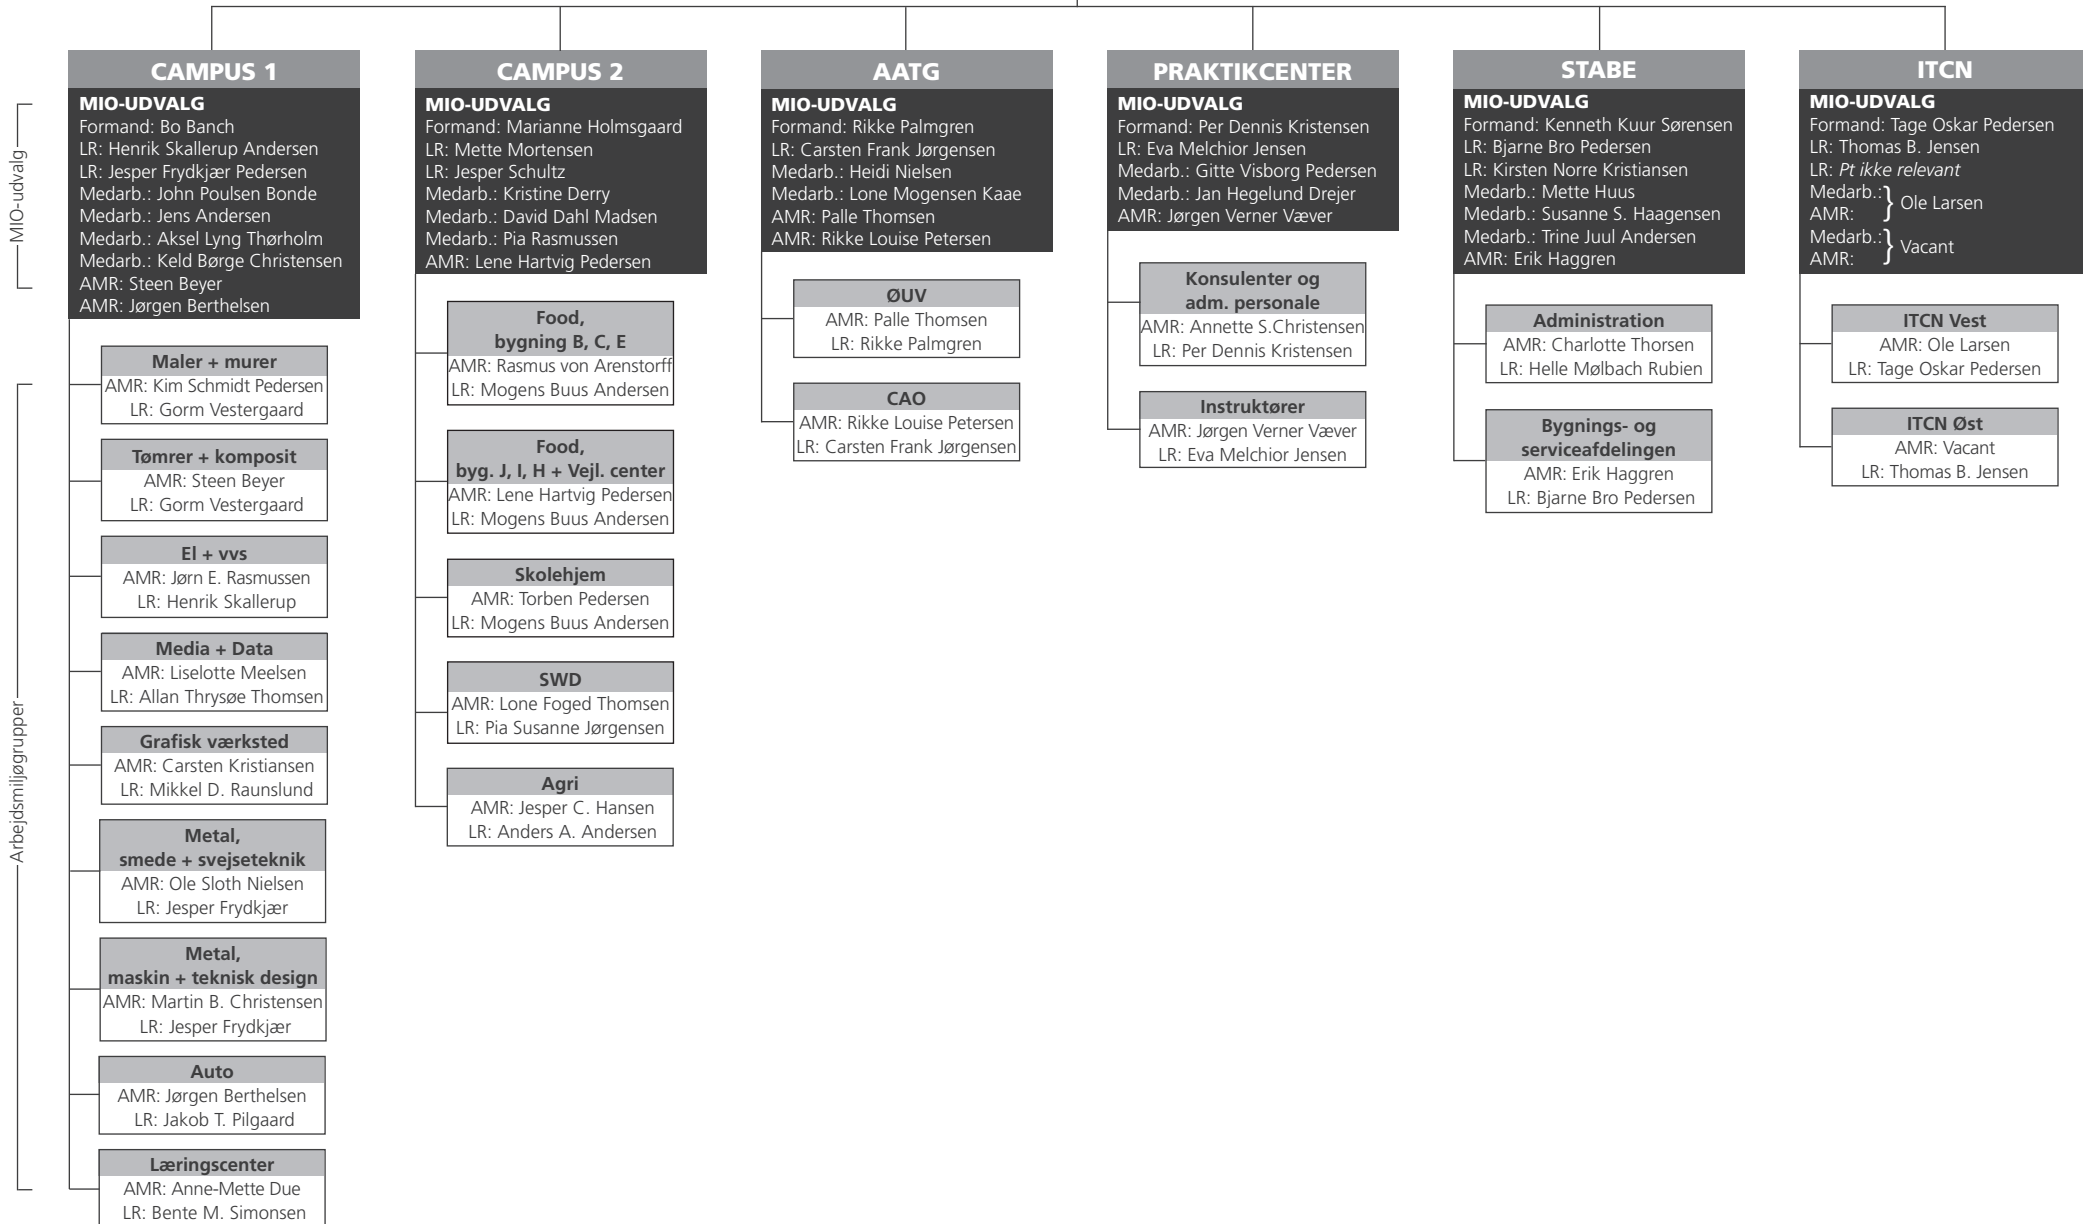 MIO-udvalg
Arbejdsmiljøgrupper
CAMPUS 1
MIO-UDVALG
Formand: Bo Banch
LR: Henrik Skallerup Andersen
LR: Jesper Frydkjær Pedersen
Medarb.: John Poulsen Bonde
Medarb.: Jens Andersen
Medarb.: Aksel Lyng Thørholm
Medarb.: Keld Børge Christensen
AMR: Steen Beyer
AMR: Jørgen Berthelsen
Maler + murer
AMR: Kim Schmidt Pedersen
LR: Gorm Vestergaard
Tømrer + komposit
AMR: Steen Beyer
LR: Gorm Vestergaard
El + vvs
AMR: Jørn E. Rasmussen
LR: Henrik Skallerup
Media + Data
AMR: Liselotte Meelsen
LR: Allan Thrysøe Thomsen
Grafisk værksted
AMR: Carsten Kristiansen
LR: Mikkel D. Raunslund
Metal,
smede + svejseteknik
AMR: Ole Sloth Nielsen
LR: Jesper Frydkjær
Metal,
maskin + teknisk design
AMR: Martin B. Christensen
LR: Jesper Frydkjær
Auto
AMR: Jørgen Berthelsen
LR: Jakob T. Pilgaard
Læringscenter
AMR: Anne-Mette Due
LR: Bente M. Simonsen
CAMPUS 2
MIO-UDVALG
Formand: Marianne Holmsgaard
LR: Mette Mortensen
LR: Jesper Schultz
Medarb.: Kristine Derry
Medarb.: David Dahl Madsen
Medarb.: Pia Rasmussen
AMR: Lene Hartvig Pedersen
Food,
bygning B, C, E
AMR: Rasmus von Arenstorff
LR: Mogens Buus Andersen
Food,
byg. J, I, H + Vejl. center
AMR: Lene Hartvig Pedersen
LR: Mogens Buus Andersen
Skolehjem
AMR: Torben Pedersen
LR: Mogens Buus Andersen
SWD
AMR: Lone Foged Thomsen
LR: Pia Susanne Jørgensen
Agri
AMR: Jesper C. Hansen
LR: Anders A. Andersen
AATG
MIO-UDVALG
Formand: Rikke Palmgren
LR: Carsten Frank Jørgensen
Medarb.: Heidi Nielsen
Medarb.: Lone Mogensen Kaae
AMR: Palle Thomsen
AMR: Rikke Louise Petersen
ØUV
AMR: Palle Thomsen
LR: Rikke Palmgren
CAO
AMR: Rikke Louise Petersen
LR: Carsten Frank Jørgensen
PRAKTIKCENTER
MIO-UDVALG
Formand: Per Dennis Kristensen
LR: Eva Melchior Jensen
Medarb.: Gitte Visborg Pedersen
Medarb.: Jan Hegelund Drejer
AMR: Jørgen Verner Væver
Konsulenter og
adm. personale
AMR: Annette S.Christensen
LR: Per Dennis Kristensen
Instruktører
AMR: Jørgen Verner Væver
LR: Eva Melchior Jensen
STABE
MIO-UDVALG
Formand: Kenneth Kuur Sørensen
LR: Bjarne Bro Pedersen
LR: Kirsten Norre Kristiansen
Medarb.: Mette Huus
Medarb.: Susanne S. Haagensen
Medarb.: Trine Juul Andersen
AMR: Erik Haggren
Administration
AMR: Charlotte Thorsen
LR: Helle Mølbach Rubien
Bygnings- og
serviceafdelingen
AMR: Erik Haggren
LR: Bjarne Bro Pedersen
ITCN
MIO-UDVALG
Formand: Tage Oskar Pedersen
LR: Thomas B. Jensen
LR: Pt ikke relevant
Medarb.:
AMR:
} Ole Larsen
Medarb.:
AMR:
} Vacant
ITCN Vest
AMR: Ole Larsen
LR: Tage Oskar Pedersen
ITCN Øst
AMR: Vacant
LR: Thomas B. Jensen